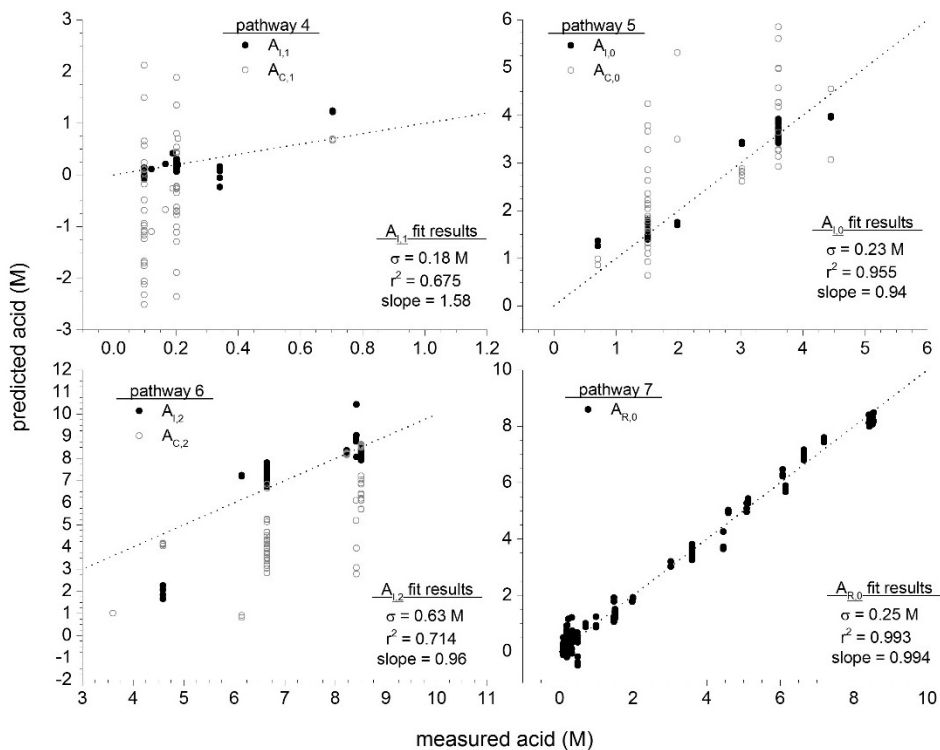 predicted acid (M)
pathway 4
A_I,1
A_C,1
3
2
1
0
-1
-2
-3
0.0 0.2 0.4 0.6 0.8 1.0 1.2
A_I,1 fit results
σ = 0.18 M
r² = 0.675
slope = 1.58
pathway 5
A_I,0
A_C,0
6
5
4
3
2
1
0
0 1 2 3 4 5 6
A_I,0 fit results
σ = 0.23 M
r² = 0.955
slope = 0.94
pathway 6
A_I,2
A_C,2
12
11
10
9
8
7
6
5
4
3
2
1
0
-1
-2
3 4 5 6 7 8 9 10 11
A_I,2 fit results
σ = 0.63 M
r² = 0.714
slope = 0.96
pathway 7
A_R,0
10
8
6
4
2
0
0 2 4 6 8 10
A_R,0 fit results
σ = 0.25 M
r² = 0.993
slope = 0.994
measured acid (M)